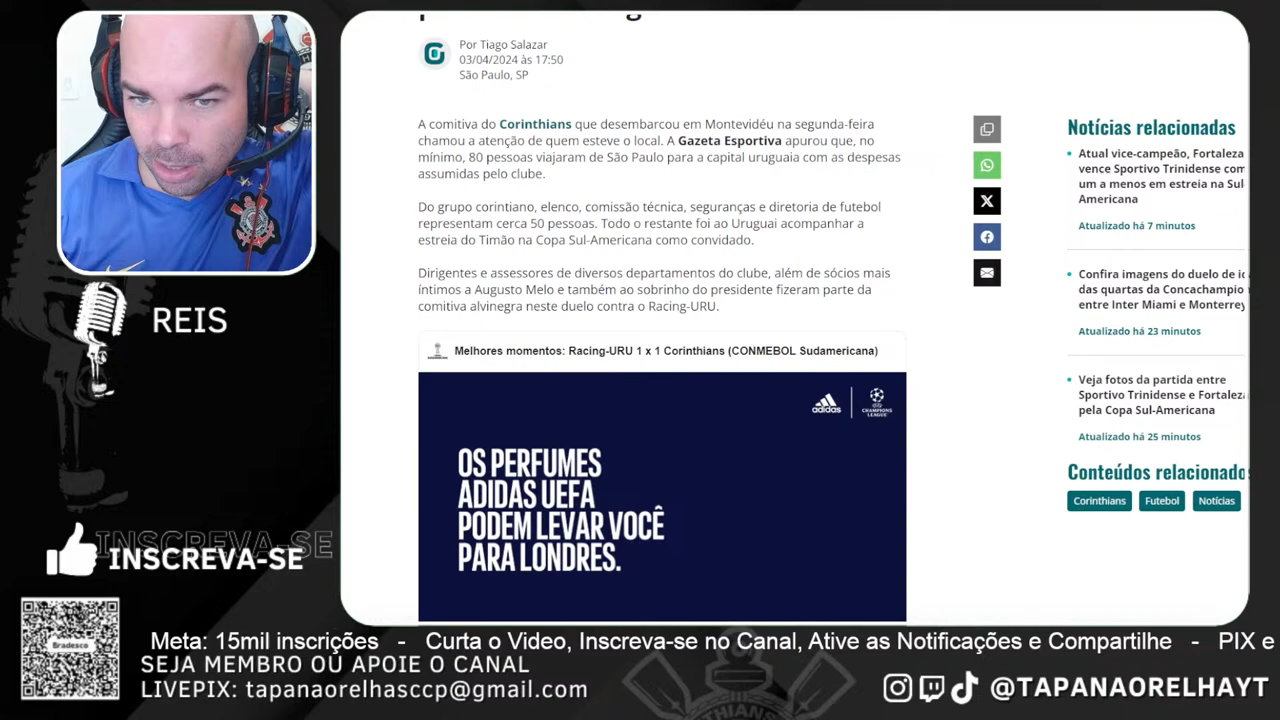 Por Tiago Salazar
03/04/2024 às 17:50
São Paulo, SP
A comitiva do Corinthians que desembarcou em Montevidéu na segunda-feira
chamou a atenção de quem esteve o local. A Gazeta Esportiva apurou que, no
mínimo, 80 pessoas viajaram de São Paulo para a capital uruguaia com as despesas
assumidas pelo clube.
Do grupo corintiano, elenco, comissão técnica, seguranças e diretoria de futebol
representam cerca 50 pessoas. Todo o restante foi ao Uruguai acompanhar a
estreia do Timão na Copa Sul-Americana como convidado.
Dirigentes e assessores de diversos departamentos do clube, além de sócios mais
íntimos a Augusto Melo e também ao sobrinho do presidente fizeram parte da
comitiva alvinegra neste duelo contra o Racing-URU.
Melhores momentos: Racing-URU 1 x 1 Corinthians (CONMEBOL Sudamericana)
adidas
CHAMPIONS
LEAGUE
OS PERFUMES
ADIDAS UEFA
PODEM LEVAR VOCÊ
PARA LONDRES.
Notícias relacionadas
Atual vice-campeão, Fortaleza
vence Sportivo Trinidense com
um a menos em estreia na Sul-
Americana
Atualizado há 7 minutos
Confira imagens do duelo de
das quartas da Concachampio
entre Inter Miami e Monterrey
Atualizado há 23 minutos
Veja fotos da partida entre
Sportivo Trinidense e Fortaleza
pela Copa Sul-Americana
Atualizado há 25 minutos
Conteúdos relacionado
Corinthians Futebol Notícias
REIS
INSCREVA-SE
INSCREVA-SE
Bradesco
Meta: 15mil inscrições - Curta o Video, Inscreva-se no Canal, Ative as Notificações e Compartilhe - PIX e
SEJA MEMBRO OU APOIE O CANAL
LIVEPIX: tapanaorelhasccp@gmail.com
@TAPANAORELHAYT